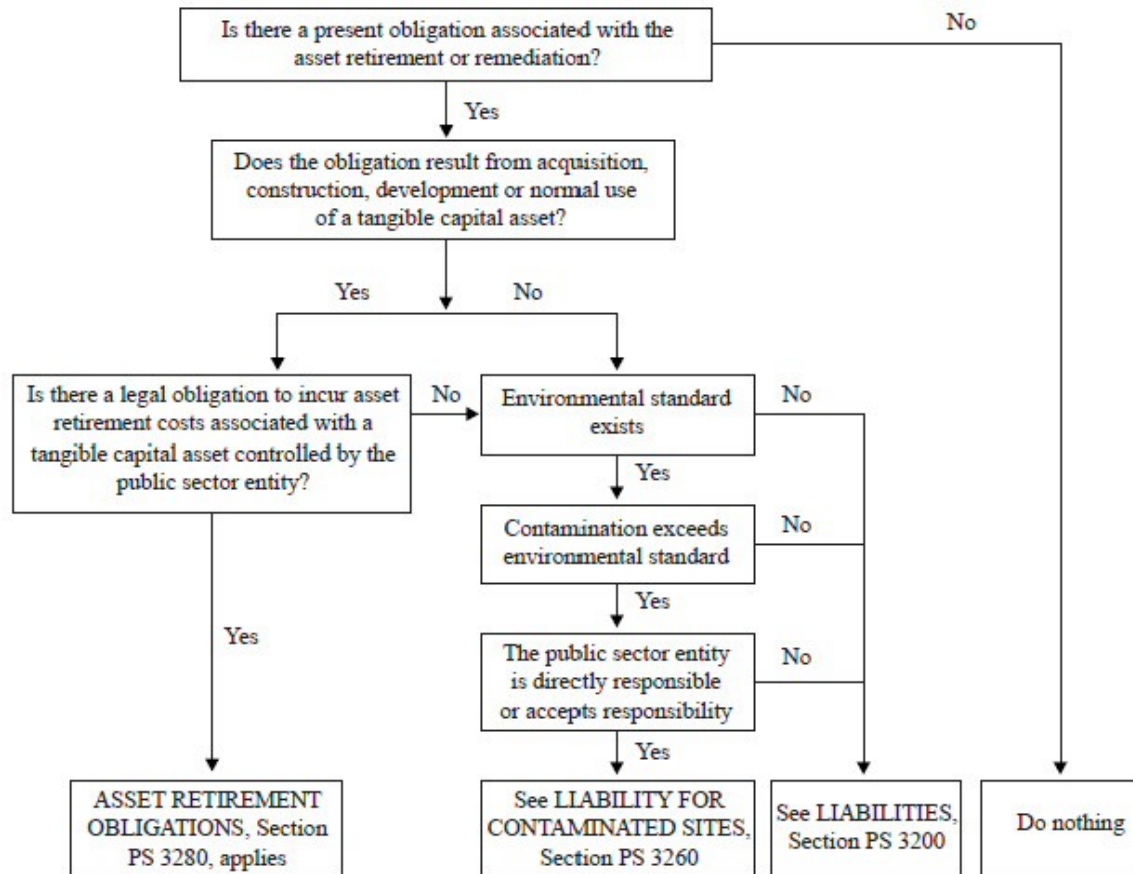 Is there a present obligation associated with the
asset retirement or remediation?
No
Yes
Does the obligation result from acquisition,
construction, development or normal use
of a tangible capital asset?
Yes
No
Is there a legal obligation to incur asset
retirement costs associated with a
tangible capital asset controlled by the
public sector entity?
No
Environmental standard
exists
No
Yes
Contamination exceeds
environmental standard
No
Yes
Yes
The public sector entity
is directly responsible
or accepts responsibility
No
Yes
ASSET RETIREMENT
OBLIGATIONS, Section
PS 3280, applies
See LIABILITY FOR
CONTAMINATED SITES,
Section PS 3260
See LIABILITIES,
Section PS 3200
Do nothing